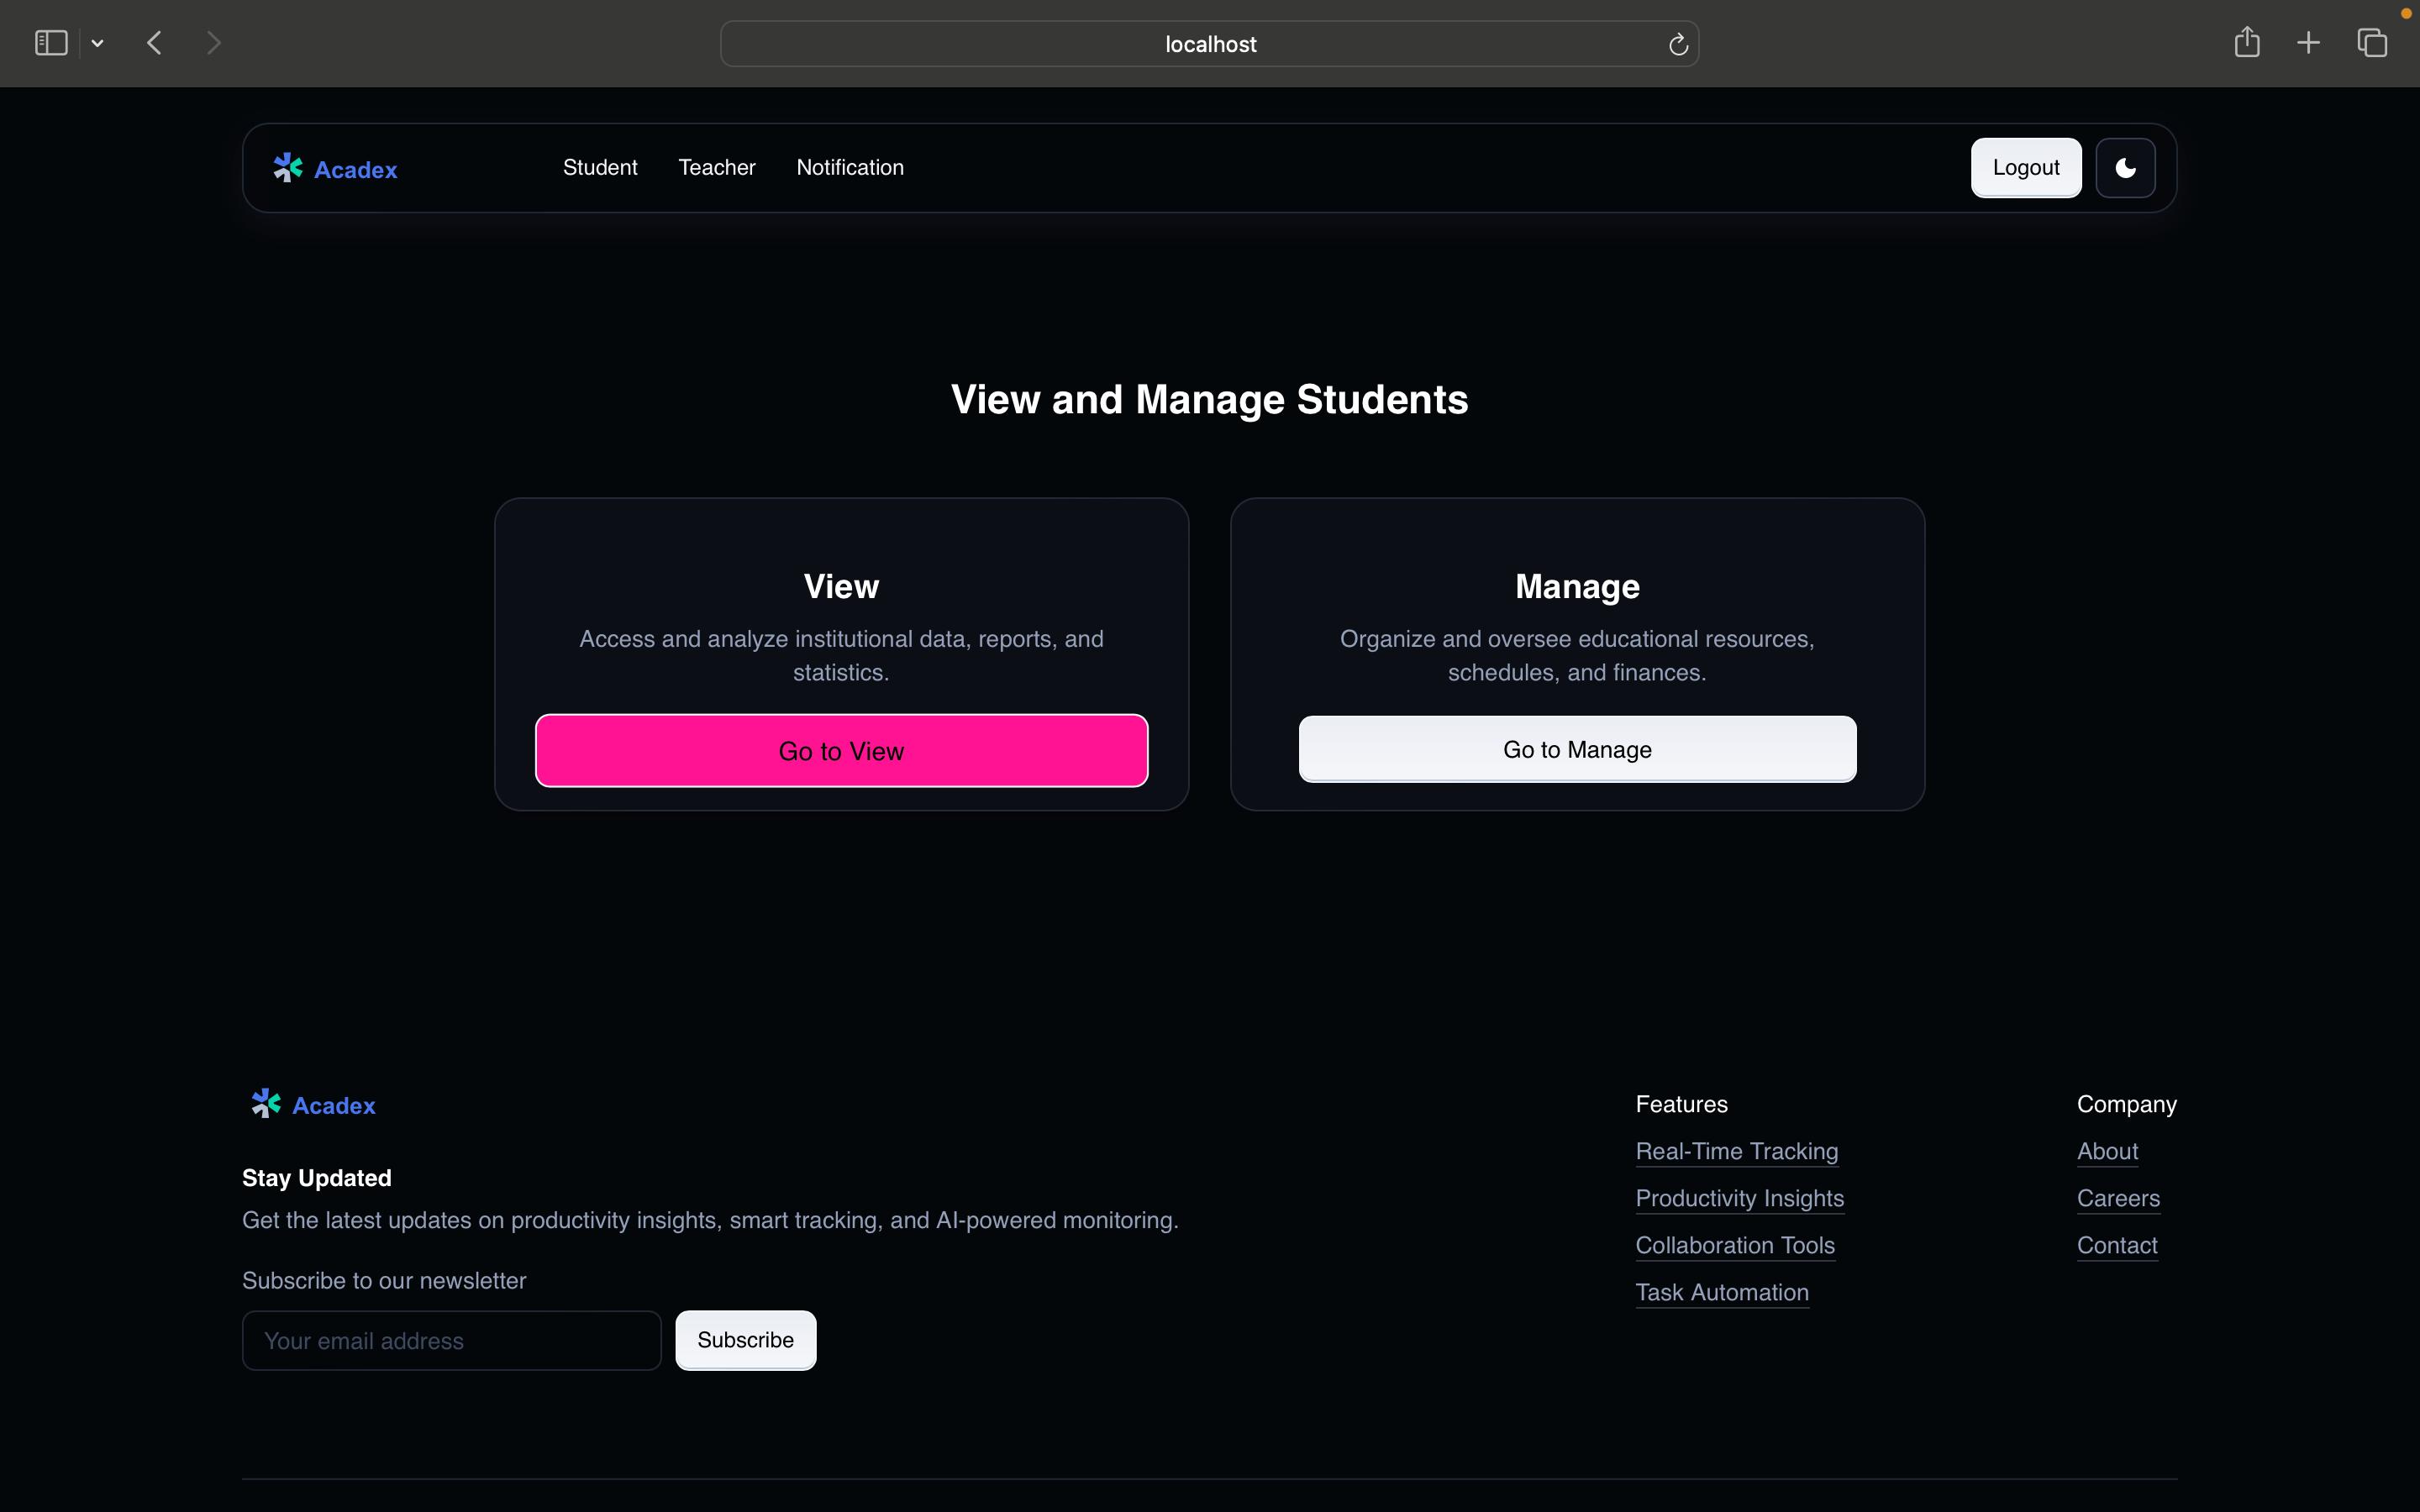 localhost
Acadex
Student
Teacher
Notification
Logout
View and Manage Students
View
Access and analyze institutional data, reports, and
statistics.
Go to View
Manage
Organize and oversee educational resources,
schedules, and finances.
Go to Manage
Acadex
Stay Updated
Get the latest updates on productivity insights, smart tracking, and AI-powered monitoring.
Subscribe to our newsletter
Your email address
Subscribe
Features
Real-Time Tracking
Productivity Insights
Collaboration Tools
Task Automation
Company
About
Careers
Contact